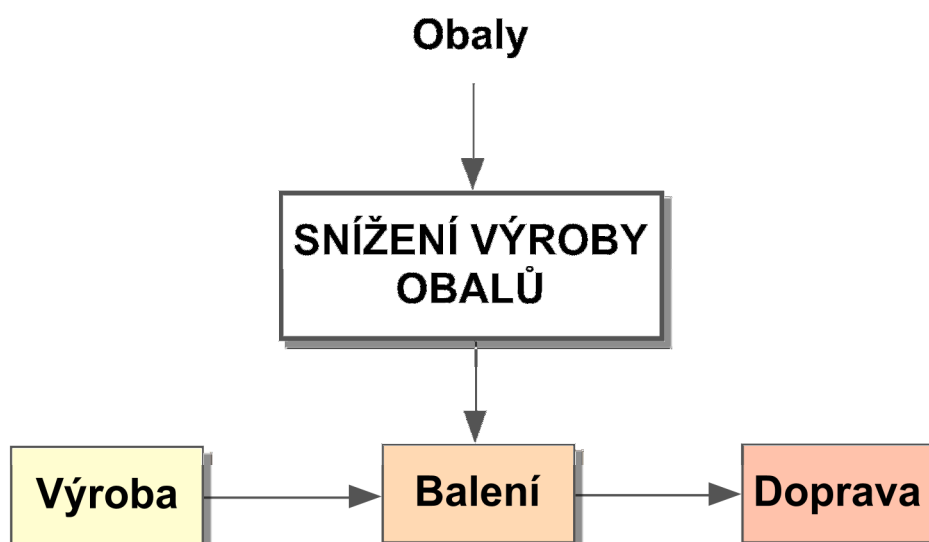 Obaly
SNÍŽENÍ VÝROBY
OBALŮ
Výroba
Balení
Doprava